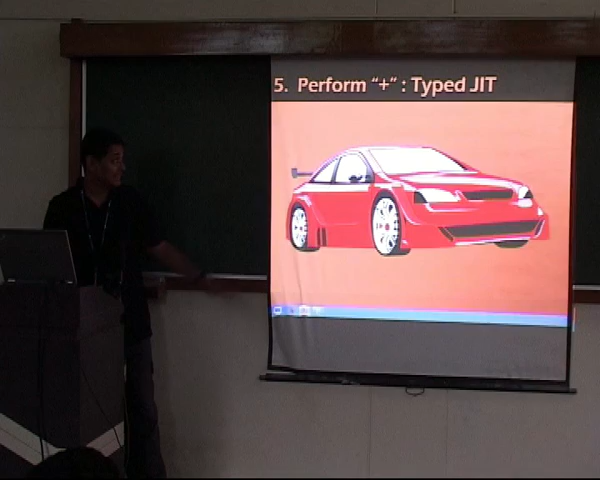 5. Perform “+” : Typed JIT